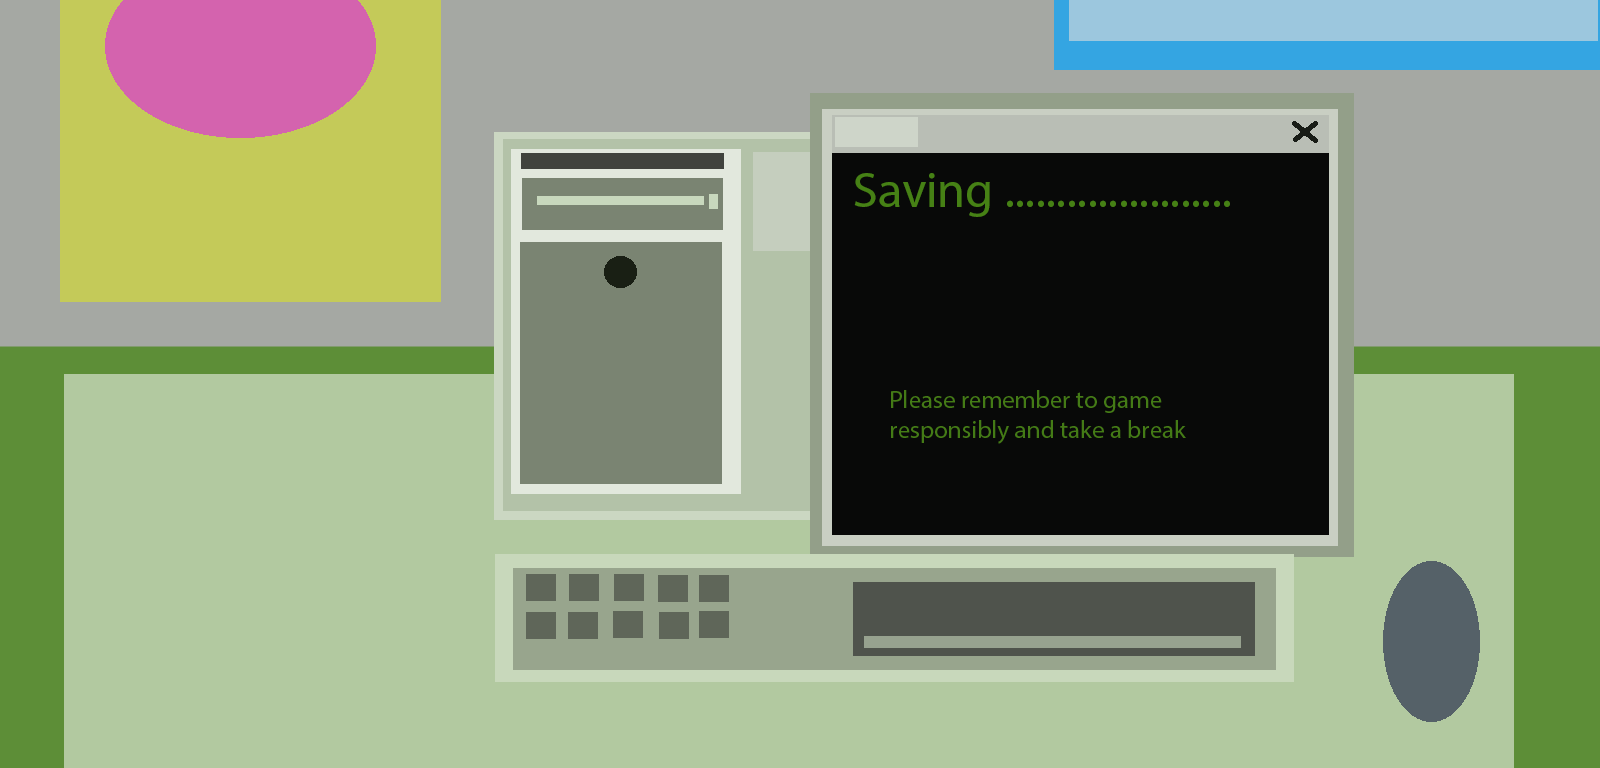 Saving ......................
Please remember to game
responsibly and take a break